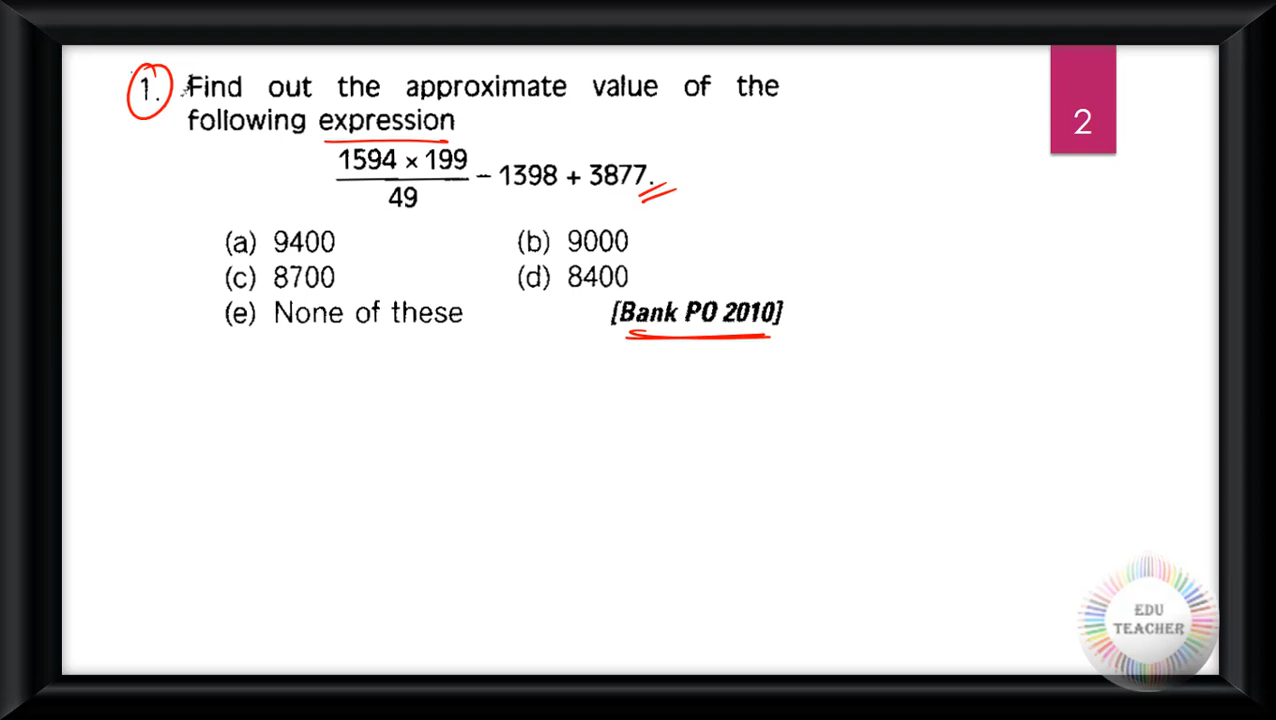 1. Find out the approximate value of the
following expression
1594 × 199
49
– 1398 + 3877.
(a) 9400 (b) 9000
(c) 8700 (d) 8400
(e) None of these [Bank PO 2010]
2
EDU
TEACHER